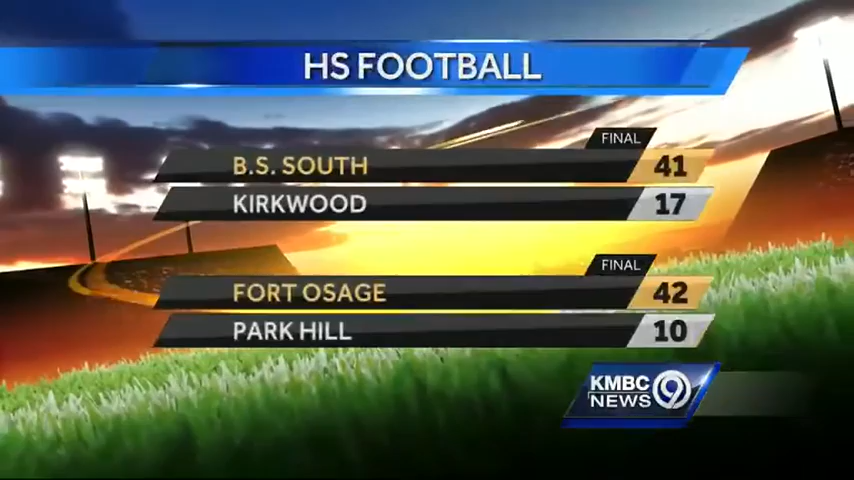 HS FOOTBALL
FINAL
B.S. SOUTH 41
KIRKWOOD 17
FINAL
FORT OSAGE 42
PARK HILL 10
KMBC 9
NEWS